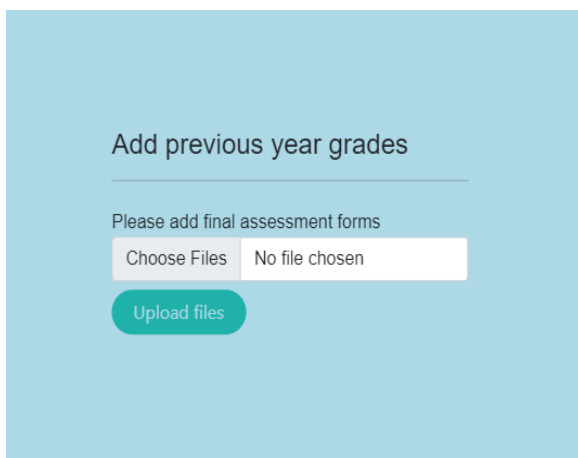 Add previous year grades
Please add final assessment forms
Choose Files No file chosen
Upload files